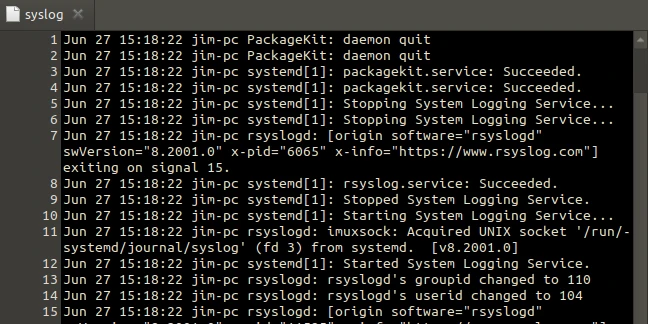 syslog
1 Jun 27 15:18:22 jim-pc PackageKit: daemon quit
2 Jun 27 15:18:22 jim-pc PackageKit: daemon quit
3 Jun 27 15:18:22 jim-pc systemd[1]: packagekit.service: Succeeded.
4 Jun 27 15:18:22 jim-pc systemd[1]: packagekit.service: Succeeded.
5 Jun 27 15:18:22 jim-pc systemd[1]: Stopping System Logging Service...
6 Jun 27 15:18:22 jim-pc systemd[1]: Stopping System Logging Service...
7 Jun 27 15:18:22 jim-pc rsyslogd: [origin software="rsyslogd"
swVersion="8.2001.0" x-pid="6065" x-info="https://www.rsyslog.com"]
exiting on signal 15.
8 Jun 27 15:18:22 jim-pc systemd[1]: rsyslog.service: Succeeded.
9 Jun 27 15:18:22 jim-pc systemd[1]: Stopped System Logging Service.
10 Jun 27 15:18:22 jim-pc systemd[1]: Starting System Logging Service...
11 Jun 27 15:18:22 jim-pc rsyslogd: imuxsock: Acquired UNIX socket '/run/-
systemd/journal/syslog' (fd 3) from systemd.  [v8.2001.0]
12 Jun 27 15:18:22 jim-pc systemd[1]: Started System Logging Service.
13 Jun 27 15:18:22 jim-pc rsyslogd: rsyslogd's groupid changed to 110
14 Jun 27 15:18:22 jim-pc rsyslogd: rsyslogd's userid changed to 104
15 Jun 27 15:18:22 jim-pc rsyslogd: [origin software="rsyslogd"